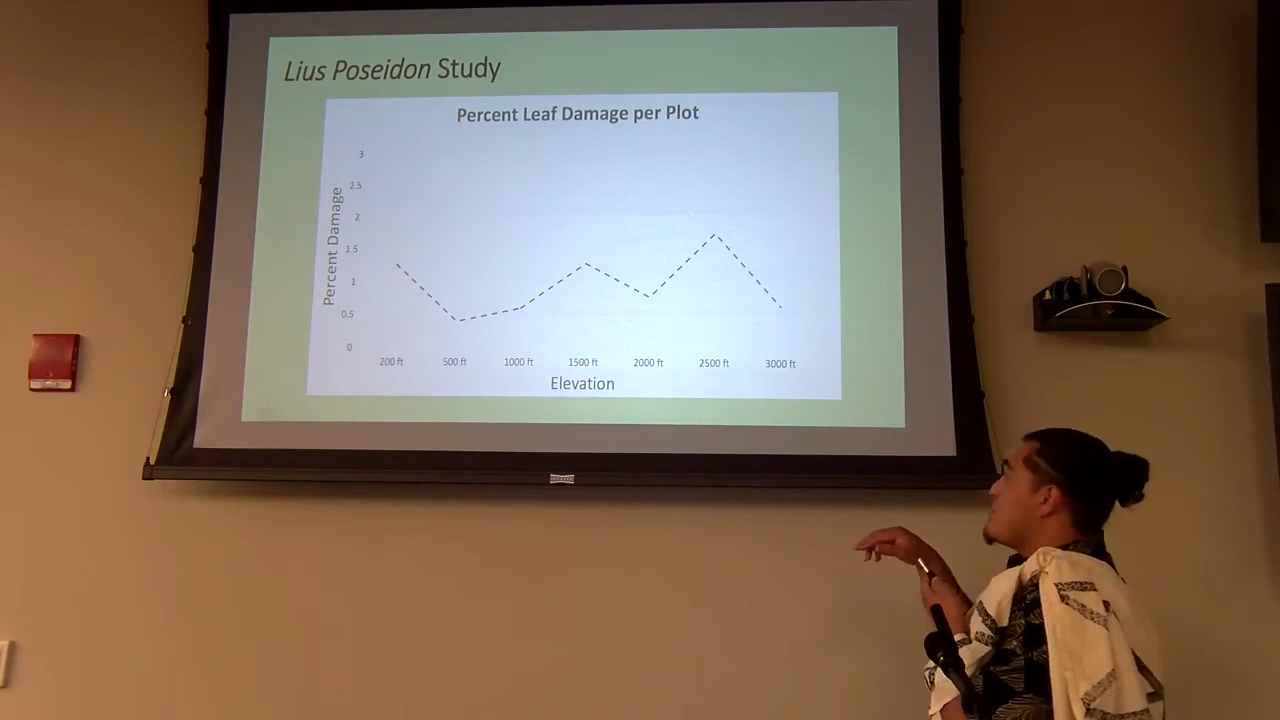 Lius Poseidon Study
Percent Leaf Damage per Plot
Percent Damage
3
2.5
2
1.5
1
0.5
0
200 ft 500 ft 1000 ft 1500 ft 2000 ft 2500 ft 3000 ft
Elevation